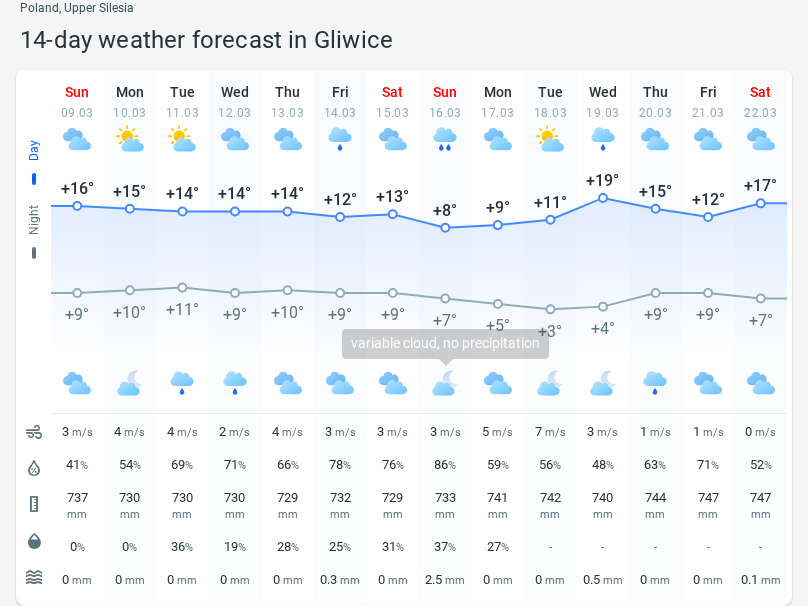 Poland, Upper Silesia
14-day weather forecast in Gliwice
Sun Mon Tue Wed Thu Fri Sat Sun Mon Tue Wed Thu Fri Sat
09.03 10.03 11.03 12.03 13.03 14.03 15.03 16.03 17.03 18.03 19.03 20.03 21.03 22.03
Day
+16° +15° +14° +14° +14° +12° +13° +8° +9° +11° +19° +15° +12° +17°
Night
+9° +10° +11° +9° +10° +9° +9° +7° +5° +3° +4° +9° +9° +7°
variable cloud, no precipitation
3 m/s 4 m/s 4 m/s 2 m/s 4 m/s 3 m/s 3 m/s 3 m/s 5 m/s 7 m/s 3 m/s 1 m/s 1 m/s 0 m/s
41% 54% 69% 71% 66% 78% 76% 86% 59% 56% 48% 63% 71% 52%
737 730 730 730 729 732 729 733 741 742 740 744 747 747
mm mm mm mm mm mm mm mm mm mm mm mm mm mm
0% 0% 36% 19% 28% 25% 31% 37% 27% - - - - -
0 mm 0 mm 0 mm 0 mm 0 mm 0.3 mm 0 mm 2.5 mm 0 mm 0 mm 0.5 mm 0 mm 0 mm 0.1 mm